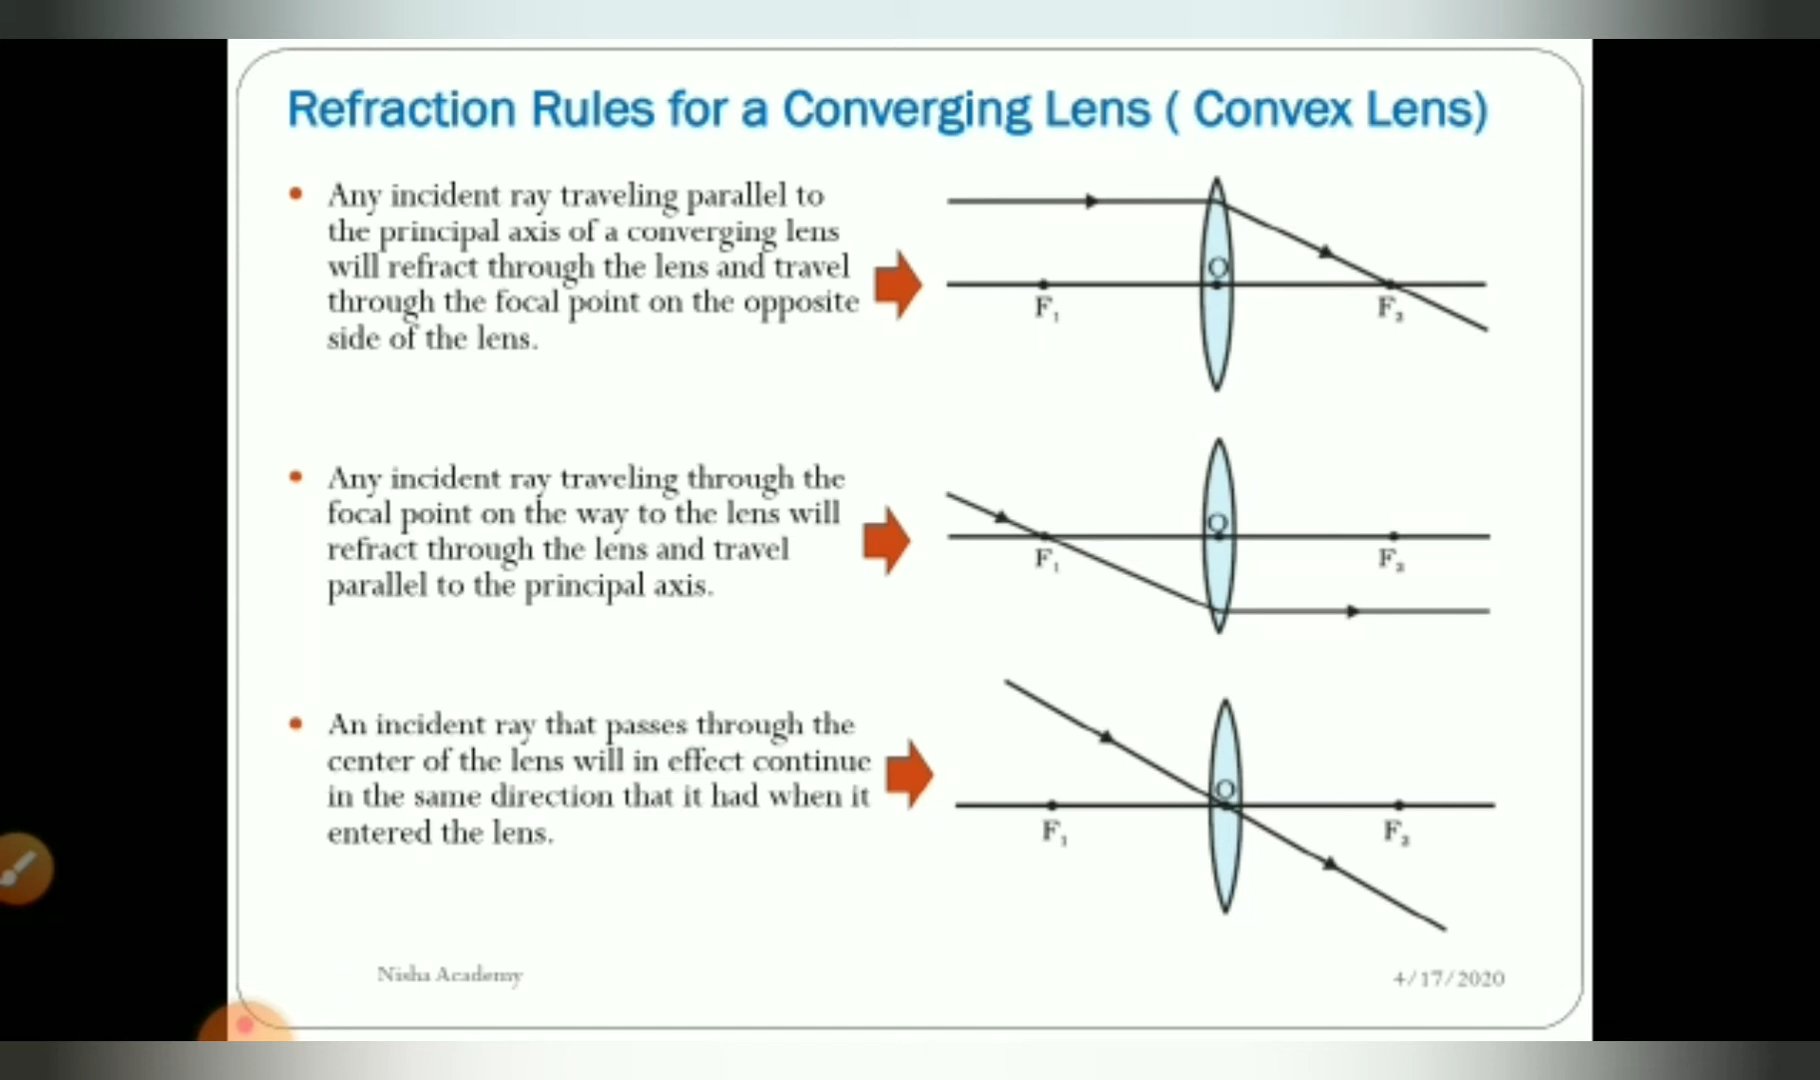 Refraction Rules for a Converging Lens ( Convex Lens)
• Any incident ray traveling parallel to
the principal axis of a converging lens
will refract through the lens and travel
through the focal point on the opposite
side of the lens.
O
F₁
F₂
• Any incident ray traveling through the
focal point on the way to the lens will
refract through the lens and travel
parallel to the principal axis.
O
F₁
F₂
• An incident ray that passes through the
center of the lens will in effect continue
in the same direction that it had when it
entered the lens.
O
F₁
F₂
Nisha Academy
4/17/2020